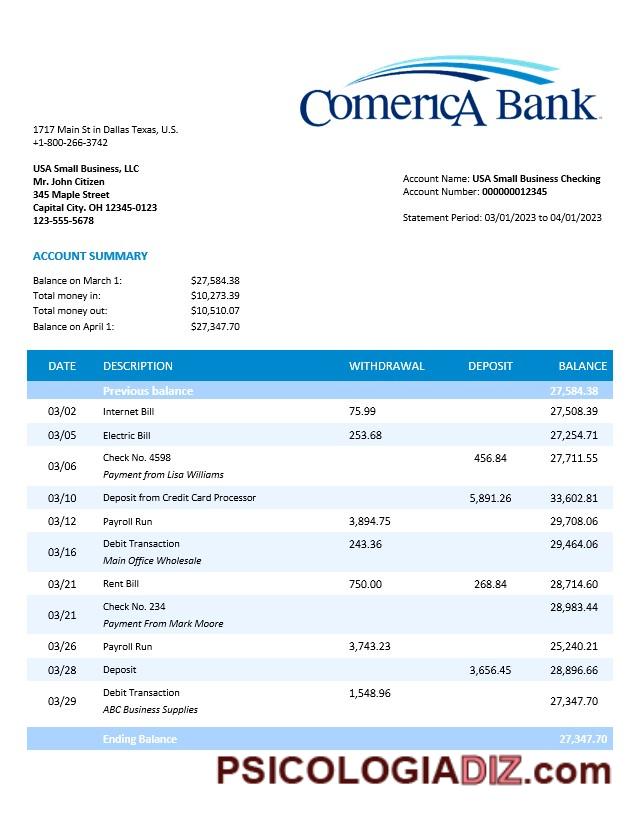 ComericA Bank
1717 Main St in Dallas Texas, U.S.
+1-800-266-3742
USA Small Business, LLC
Mr. John Citizen
345 Maple Street
Capital City. OH 12345-0123
123-555-5678
Account Name: USA Small Business Checking
Account Number: 000000012345
Statement Period: 03/01/2023 to 04/01/2023
ACCOUNT SUMMARY
Balance on March 1: $27,584.38
Total money in: $10,273.39
Total money out: $10,510.07
Balance on April 1: $27,347.70
DATE DESCRIPTION WITHDRAWAL DEPOSIT BALANCE
Previous balance 27,584.38
03/02 Internet Bill 75.99 27,508.39
03/05 Electric Bill 253.68 27,254.71
03/06 Check No. 4598 456.84 27,711.55
Payment from Lisa Williams
03/10 Deposit from Credit Card Processor 5,891.26 33,602.81
03/12 Payroll Run 3,894.75 29,708.06
03/16 Debit Transaction 243.36 29,464.06
Main Office Wholesale
03/21 Rent Bill 750.00 268.84 28,714.60
03/21 Check No. 234 28,983.44
Payment From Mark Moore
03/26 Payroll Run 3,743.23 25,240.21
03/28 Deposit 3,656.45 28,896.66
03/29 Debit Transaction 1,548.96 27,347.70
ABC Business Supplies
Ending Balance 27,347.70
PSICOLOGIADIZ.com